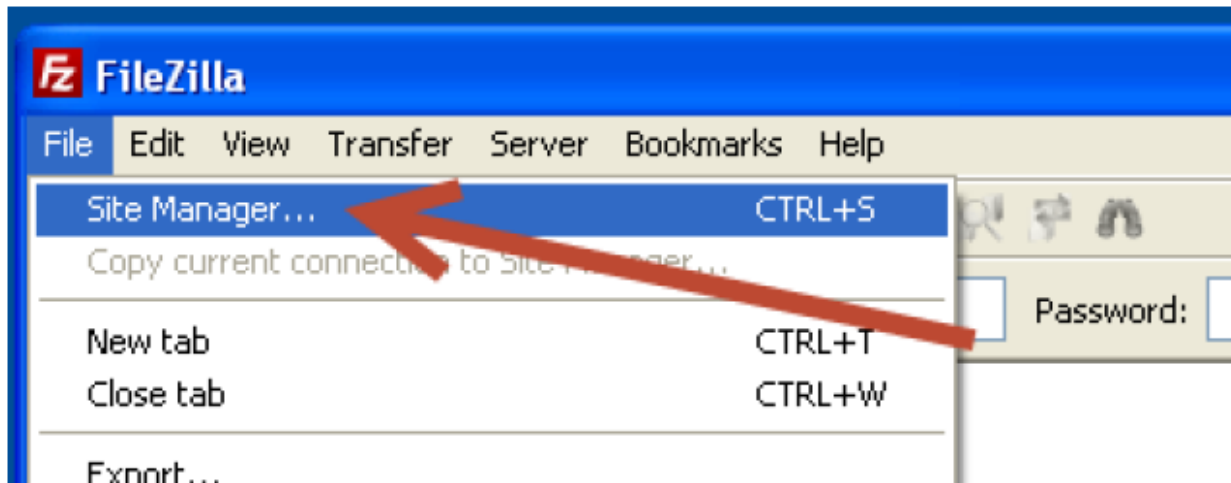 Fz FileZilla
File Edit View Transfer Server Bookmarks Help
Site Manager... CTRL+S
Copy current connection to Site Manager...
Password:
New tab CTRL+T
Close tab CTRL+W
Export...